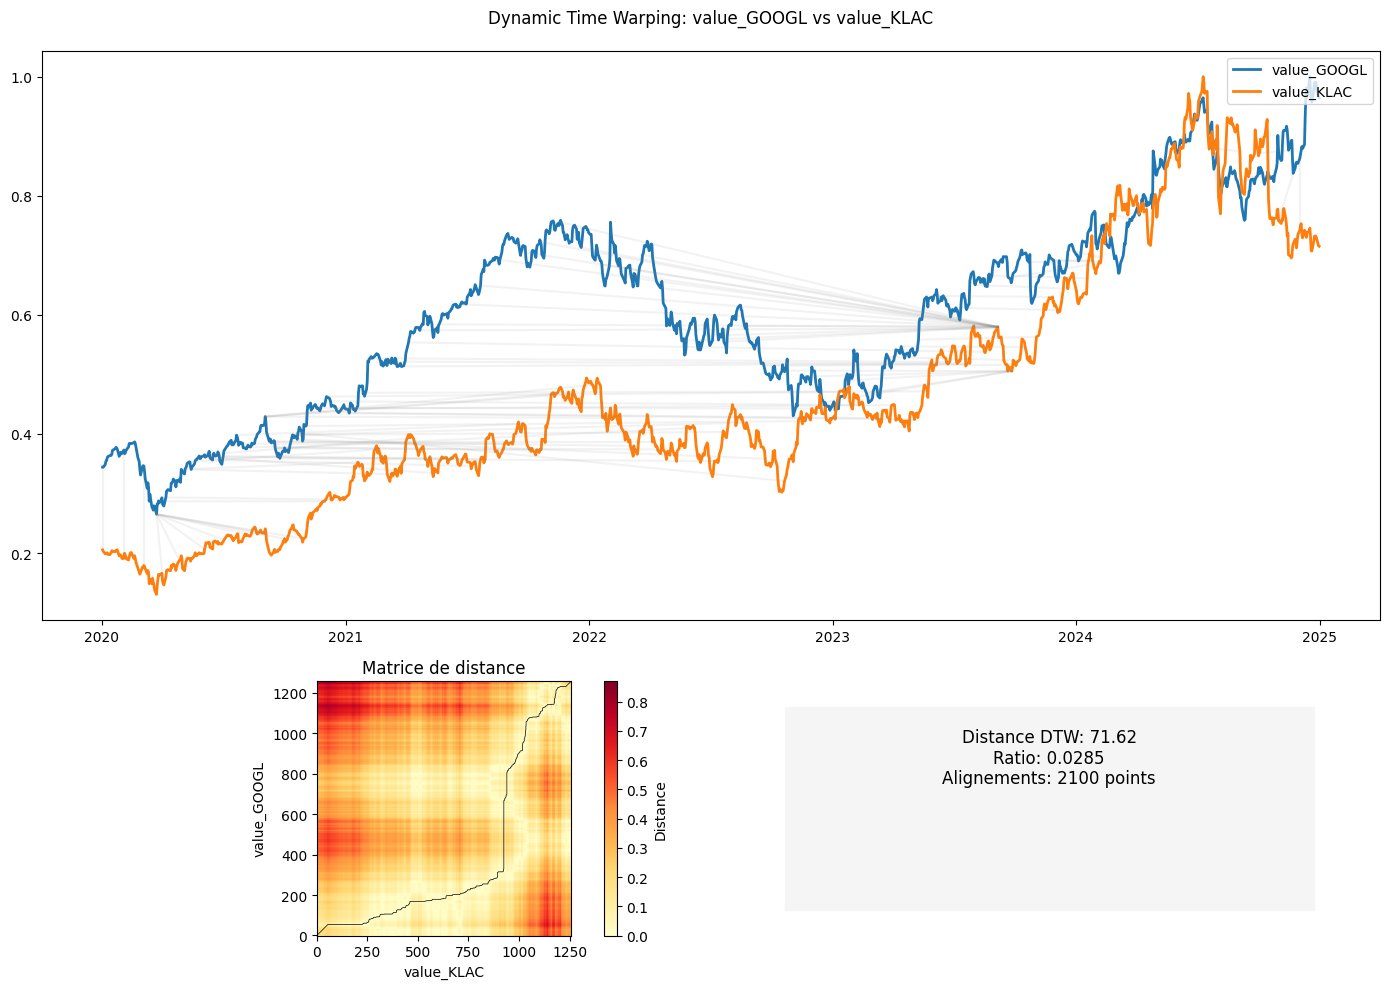 Dynamic Time Warping: value_GOOGL vs value_KLAC
value_GOOGL
value_KLAC
1.0
0.8
0.6
0.4
0.2
2020 2021 2022 2023 2024 2025
Matrice de distance
value_GOOGL
1200
1000
800
600
400
200
0
0 250 500 750 1000 1250
value_KLAC
0.8
0.7
0.6
0.5
0.4
0.3
0.2
0.1
0.0
Distance
Distance DTW: 71.62
Ratio: 0.0285
Alignements: 2100 points